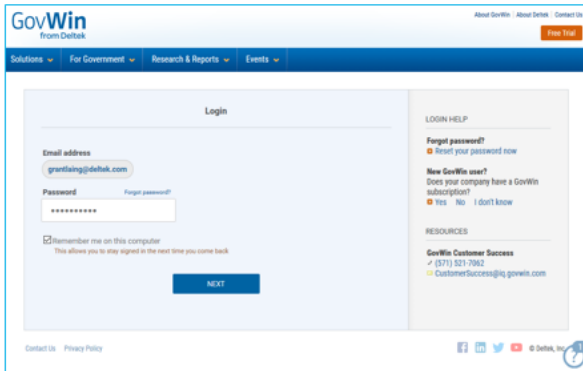 GovWin
from Deltek
About GovWin | About Deltek | Contact Us
Free Trial
Solutions For Government Research & Reports Events
Login
Email address
grantlaing@deltek.com
Password Forgot password?
**********
Remember me on this computer
This allows you to stay signed in the next time you come back
NEXT
LOGIN HELP
Forgot password?
Reset your password now
New GovWin user?
Does your company have a GovWin
subscription?
Yes No I don't know
RESOURCES
GovWin Customer Success
(571) 521-7062
CustomerSuccess@iq.govwin.com
Contact Us Privacy Policy
© Deltek, Inc.
?